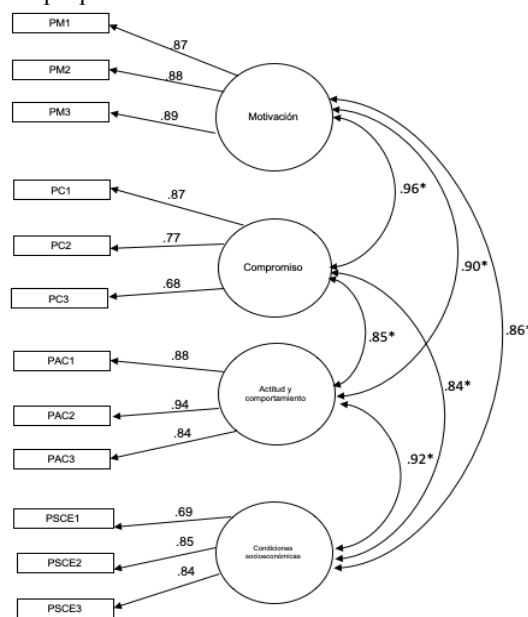 PM1
.87
PM2
.88
PM3
.89
Motivación
PC1
.87
.96*
PC2
.77
Compromiso
.90*
PC3
.68
.86*
.85*
PAC1
.88
Actitud y
comportamiento
.84*
PAC2
.94
PAC3
.84
.92*
PSCE1
.69
Condiciones
socioeconómicas
PSCE2
.85
PSCE3
.84